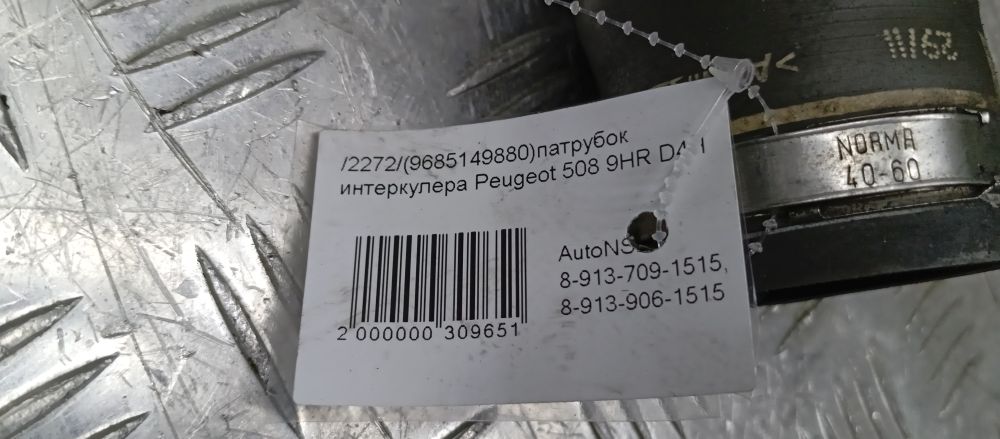 /2272/(9685149880)патрубок
интеркулера Peugeot 508 9HR
AutoNS
8-913-709-1515,
8-913-906-1515
2 000000 309651
NORMA
40-60